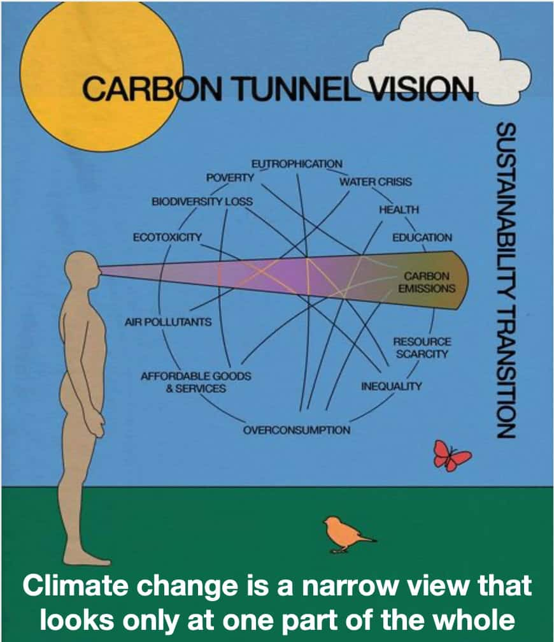 CARBON TUNNEL VISION
SUSTAINABILITY TRANSITION
EUTROPHICATION
POVERTY
WATER CRISIS
BIODIVERSITY LOSS
HEALTH
ECOTOXICITY
EDUCATION
CARBON
EMISSIONS
AIR POLLUTANTS
RESOURCE
SCARCITY
AFFORDABLE GOODS
& SERVICES
INEQUALITY
OVERCONSUMPTION
Climate change is a narrow view that
looks only at one part of the whole